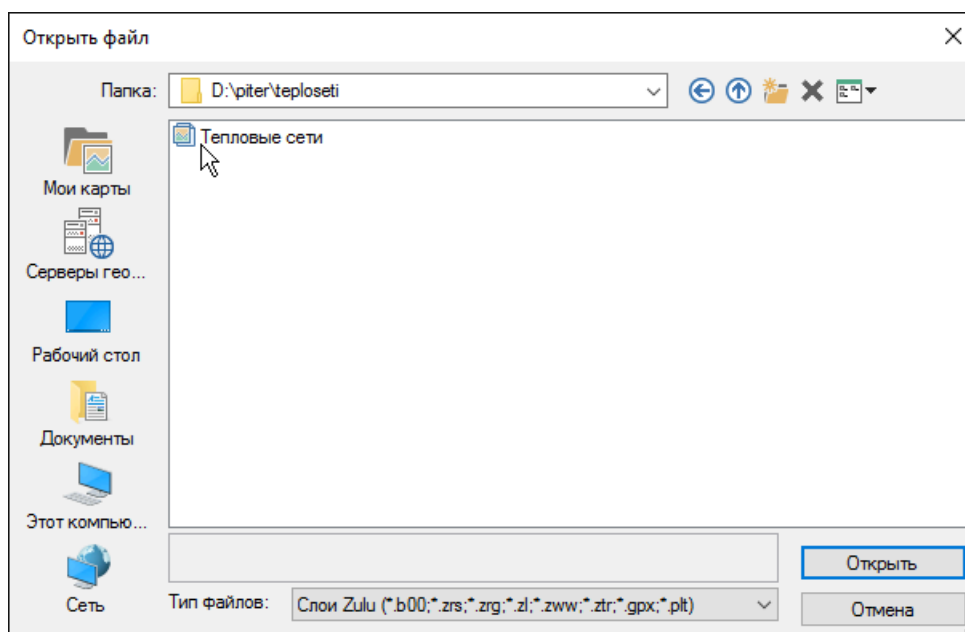 Открыть файл
Папка: D:\piter\teploseti
Тепловые сети
Мои карты
Серверы гео...
Рабочий стол
Документы
Этот компью...
Сеть
Открыть
Тип файлов: Слои Zulu (*.b00;*.zrs;*.zrg;*.zl;*.zww;*.ztr;*.gpx;*.plt)
Отмена